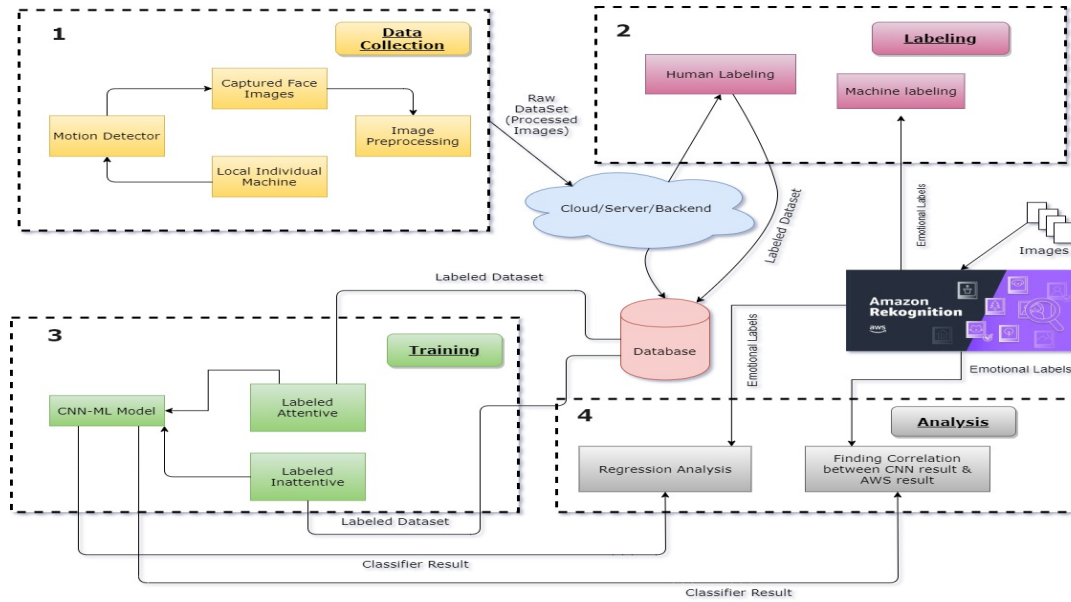 1
Data
Collection
Captured Face
Images
Motion Detector
Image
Preprocessing
Local Individual
Machine
Raw
DataSet
(Processed
Images)
2
Labeling
Human Labeling
Machine labeling
Cloud/Server/Backend
Labeled Dataset
Emotional Labels
Images
Amazon
Rekognition
aws
Emotional Labels
Emotional Labels
Labeled Dataset
Database
3
Training
CNN-ML Model
Labeled
Attentive
Labeled
Inattentive
Labeled Dataset
Classifier Result
Classifier Result
4
Analysis
Regression Analysis
Finding Correlation
between CNN result &
AWS result